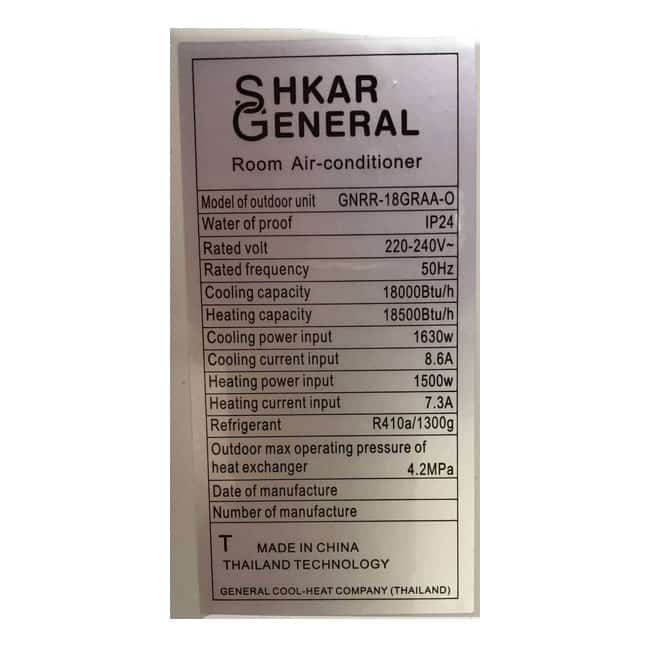 SHKAR
GENERAL
Room Air-conditioner
Model of outdoor unit GNRR-18GRAA-O
Water of proof IP24
Rated volt 220-240V~
Rated frequency 50Hz
Cooling capacity 18000Btu/h
Heating capacity 18500Btu/h
Cooling power input 1630w
Cooling current input 8.6A
Heating power input 1500w
Heating current input 7.3A
Refrigerant R410a/1300g
Outdoor max operating pressure of
heat exchanger 4.2MPa
Date of manufacture
Number of manufacture
T MADE IN CHINA
THAILAND TECHNOLOGY
GENERAL COOL-HEAT COMPANY (THAILAND)